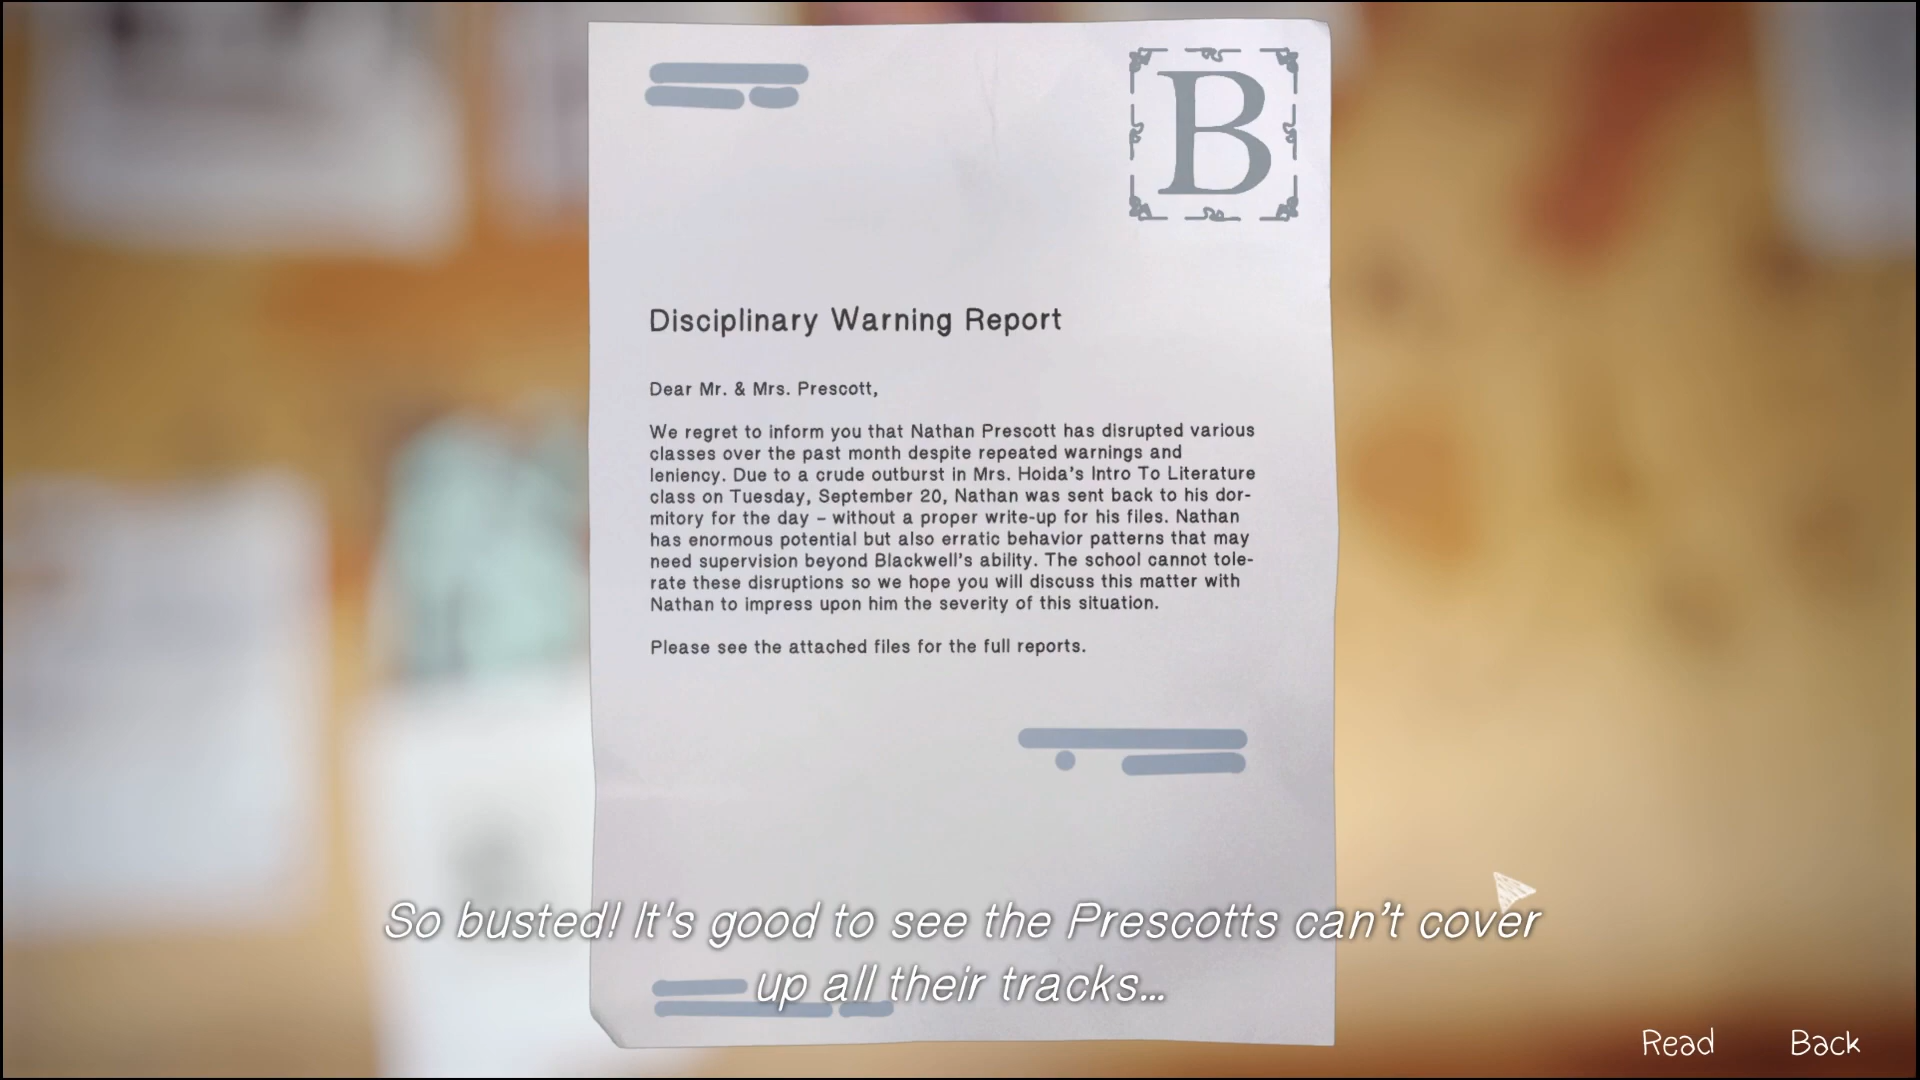 B
Disciplinary Warning Report
Dear Mr. & Mrs. Prescott,
We regret to inform you that Nathan Prescott has disrupted various
classes over the past month despite repeated warnings and
leniency. Due to a crude outburst in Mrs. Hoida's Intro To Literature
class on Tuesday, September 20, Nathan was sent back to his dor-
mitory for the day – without a proper write-up for his files. Nathan
has enormous potential but also erratic behavior patterns that may
need supervision beyond Blackwell's ability. The school cannot tole-
rate these disruptions so we hope you will discuss this matter with
Nathan to impress upon him the severity of this situation.
Please see the attached files for the full reports.
So busted! It's good to see the Prescotts can't cover
up all their tracks...
Read Back